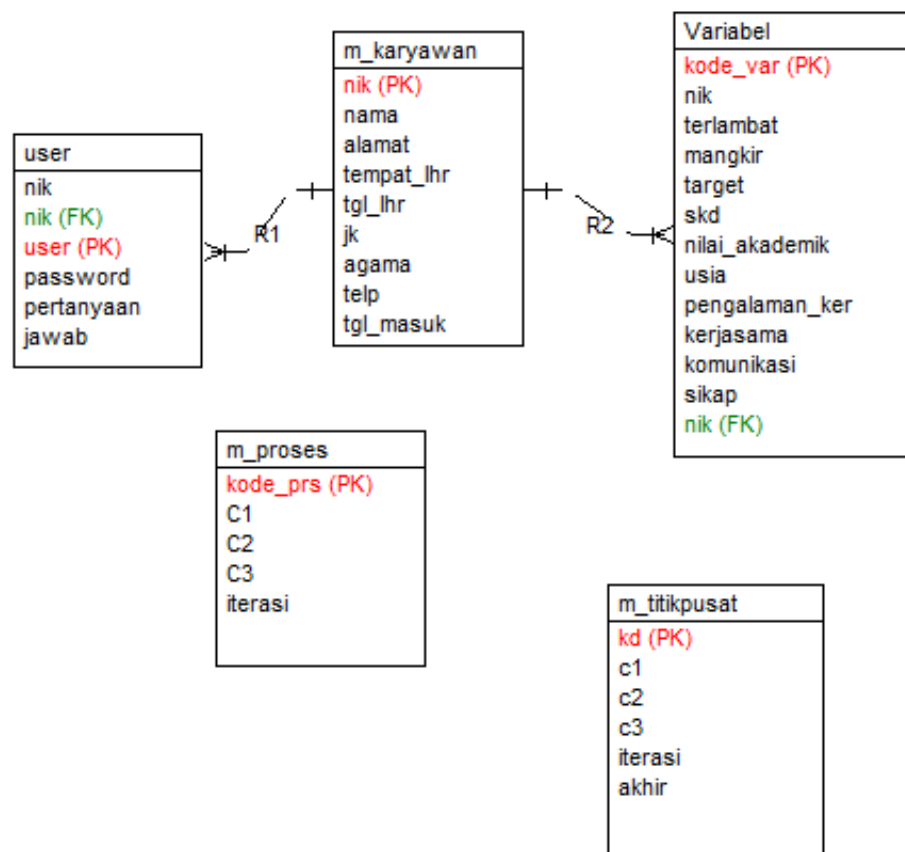 user
nik
nik (FK)
user (PK)
password
pertanyaan
jawab
R1
m_karyawan
nik (PK)
nama
alamat
tempat_lhr
tgl_lhr
jk
agama
telp
tgl_masuk
R2
Variabel
kode_var (PK)
nik
terlambat
mangkir
target
skd
nilai_akademik
usia
pengalaman_ker
kerjasama
komunikasi
sikap
nik (FK)
m_proses
kode_prs (PK)
C1
C2
C3
iterasi
m_titikpusat
kd (PK)
c1
c2
c3
iterasi
akhir